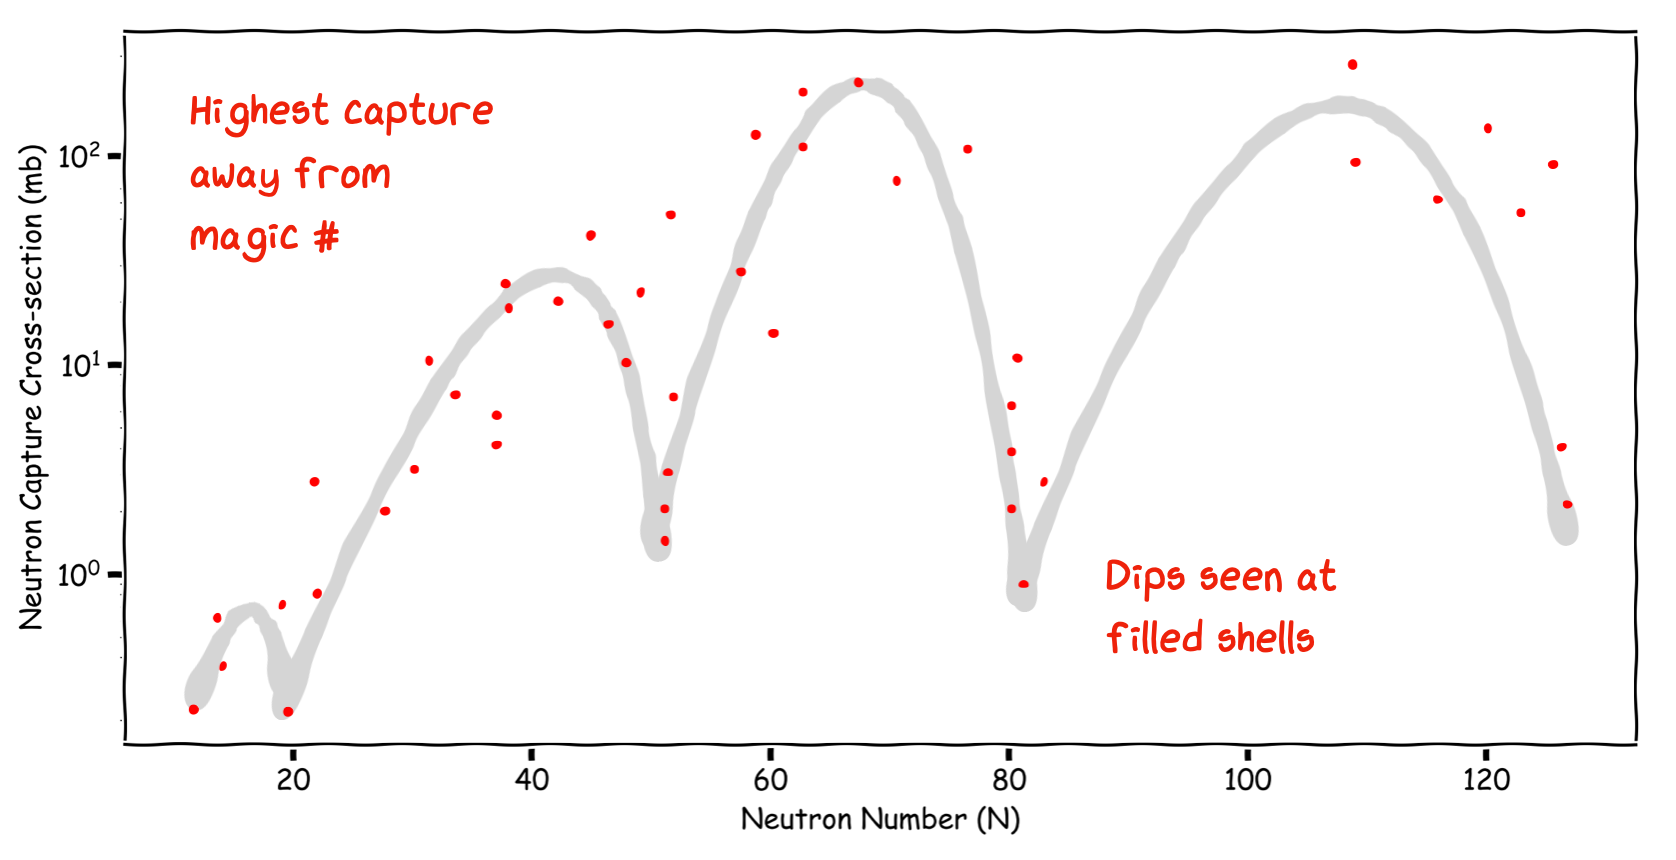 Highest capture
away from
magic #
Neutron Capture Cross-section (mb)
10²
10¹
10⁰
Dips seen at
filled shells
20 40 60 80 100 120
Neutron Number (N)